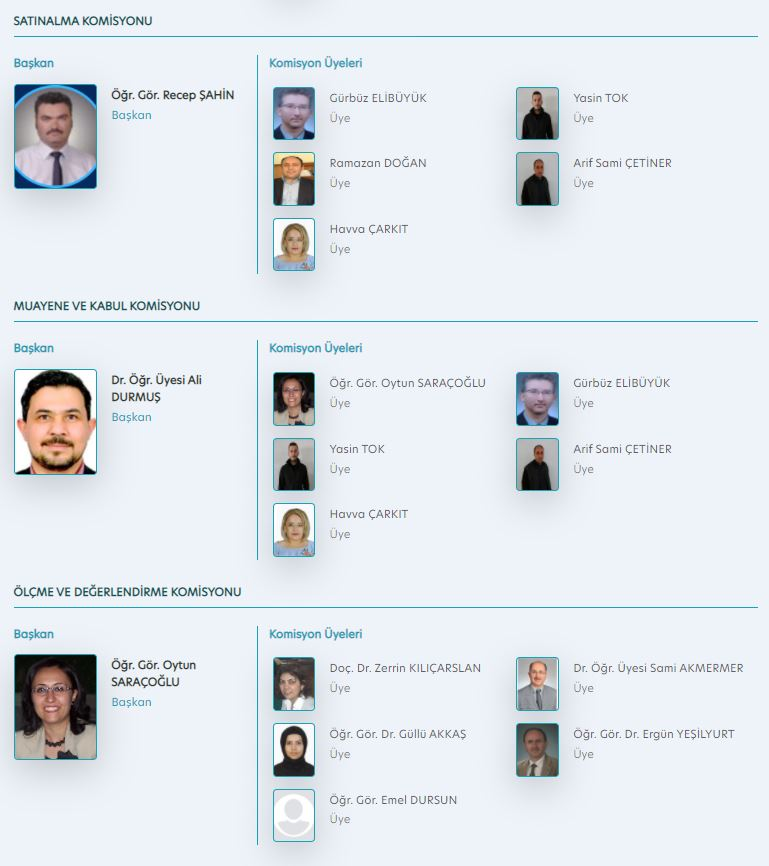 SATINALMA KOMİSYONU
Başkan
Öğr. Gör. Recep ŞAHİN
Başkan
Komisyon Üyeleri
Gürbüz ELİBÜYÜK
Üye
Yasin TOK
Üye
Ramazan DOĞAN
Üye
Arif Sami ÇETİNER
Üye
Havva ÇARKIT
Üye
MUAYENE VE KABUL KOMİSYONU
Başkan
Dr. Öğr. Üyesi Ali
DURMUŞ
Başkan
Komisyon Üyeleri
Öğr. Gör. Oytun SARAÇOĞLU
Üye
Gürbüz ELİBÜYÜK
Üye
Yasin TOK
Üye
Arif Sami ÇETİNER
Üye
Havva ÇARKIT
Üye
ÖLÇME VE DEĞERLENDİRME KOMİSYONU
Başkan
Öğr. Gör. Oytun
SARAÇOĞLU
Başkan
Komisyon Üyeleri
Doç. Dr. Zerrin KILIÇARSLAN
Üye
Dr. Öğr. Üyesi Sami AKMERMER
Üye
Öğr. Gör. Dr. Güllü AKKAŞ
Üye
Öğr. Gör. Dr. Ergün YEŞİLYURT
Üye
Öğr. Gör. Emel DURSUN
Üye